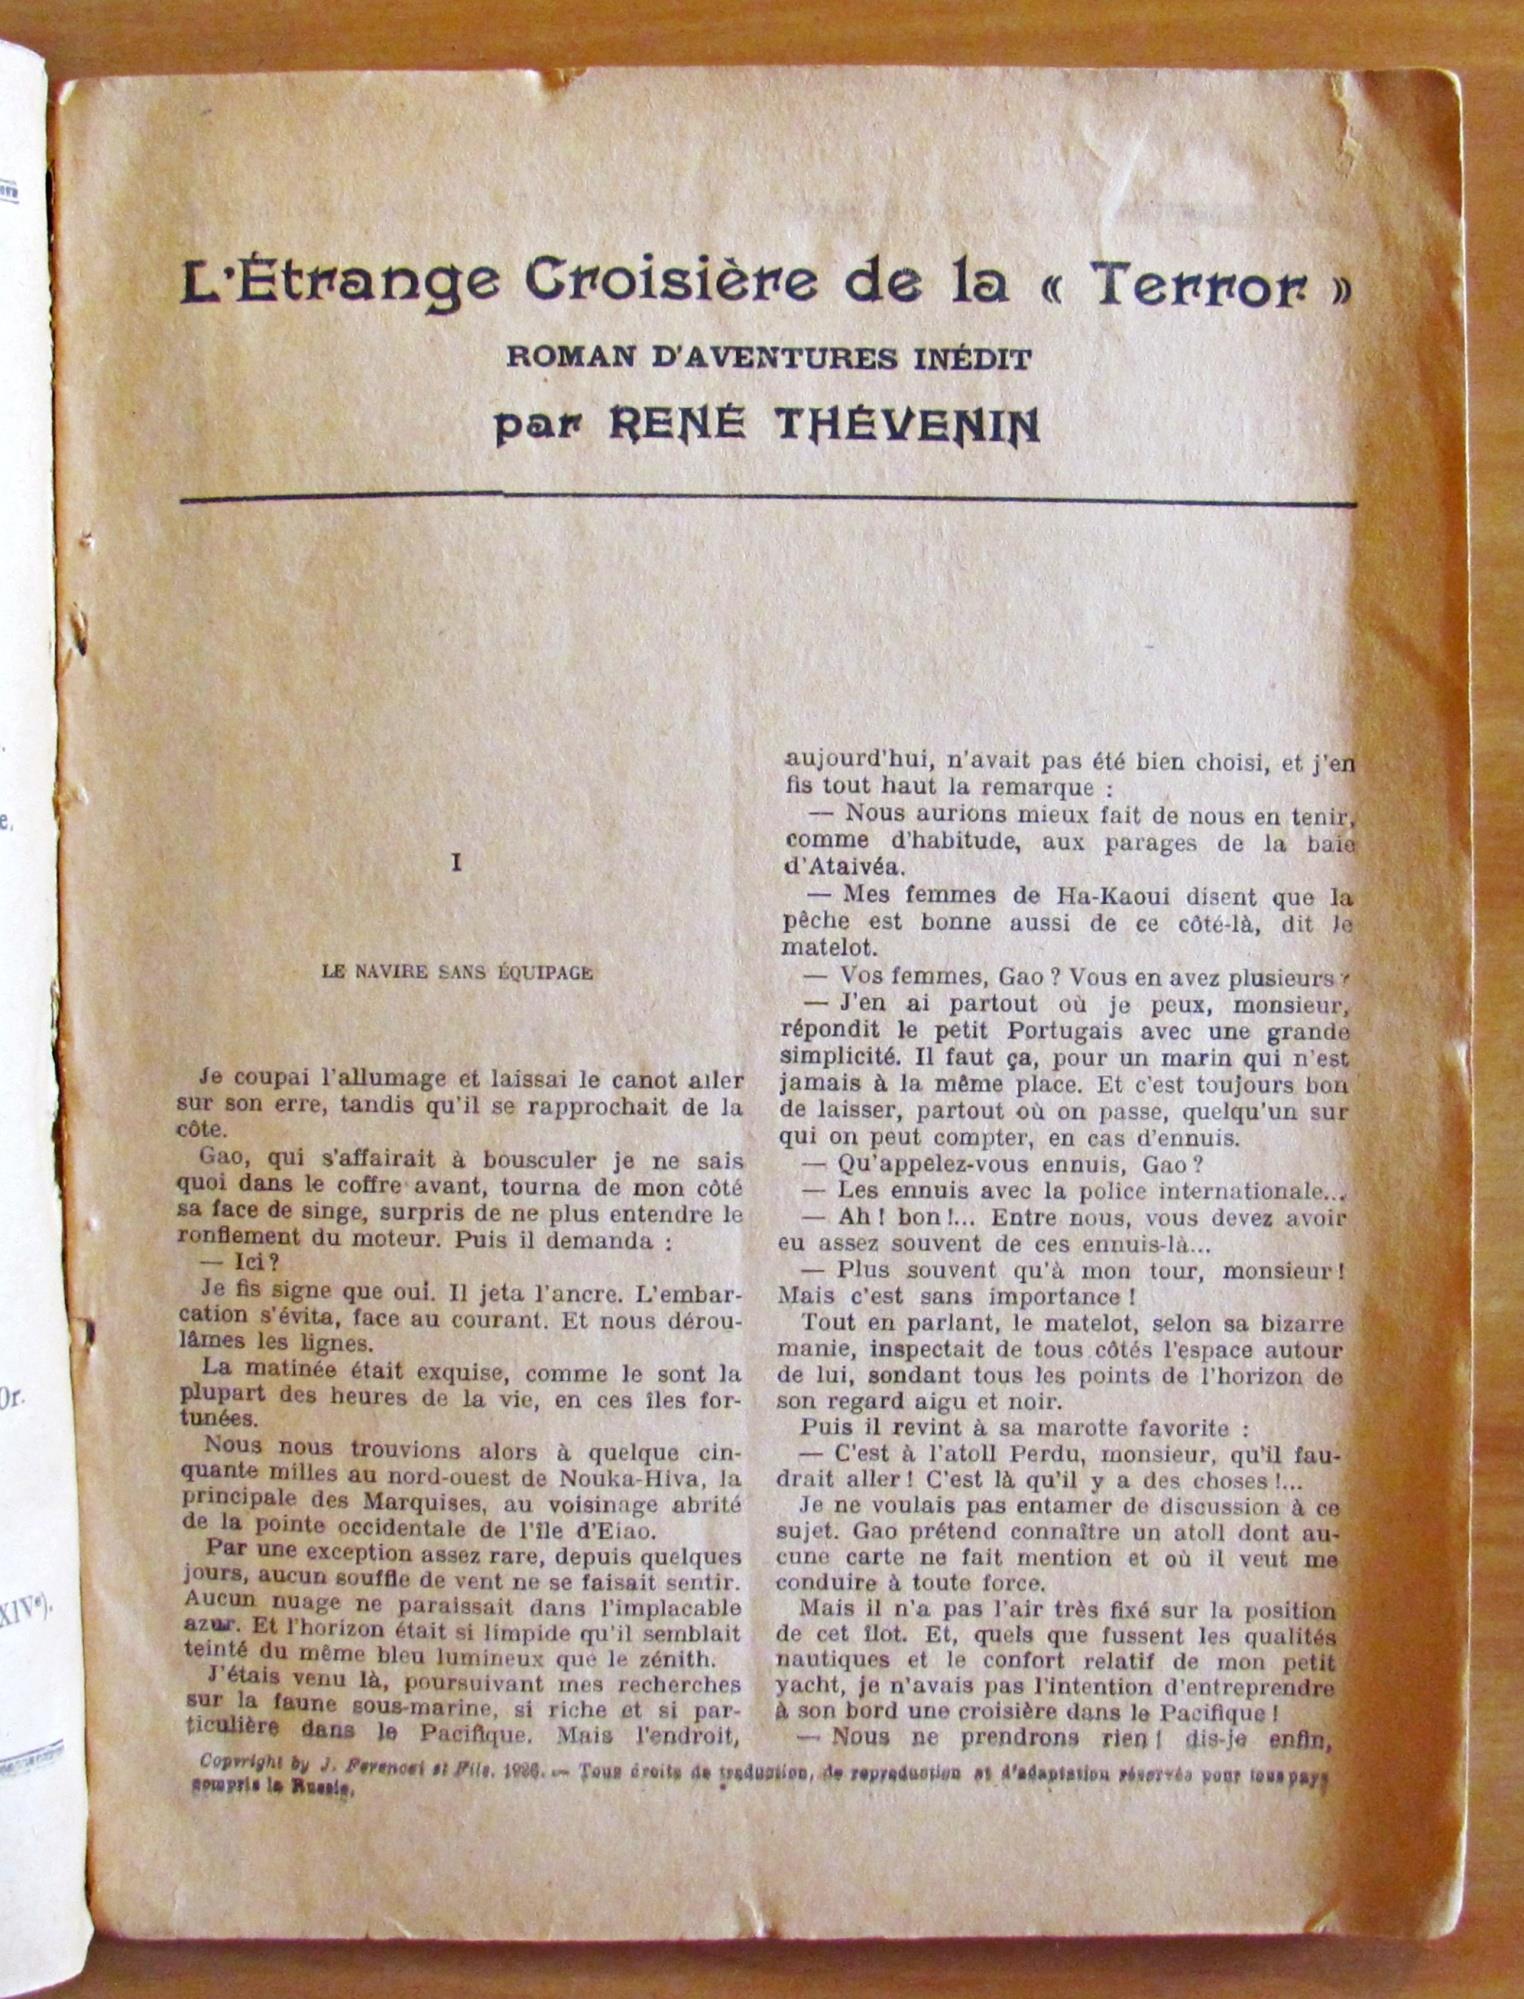 L'Étrange Croisière de la « Terror »
ROMAN D'AVENTURES INÉDIT
par RENÉ THÉVENIN
I
LE NAVIRE SANS ÉQUIPAGE
Je coupai l'allumage et laissai le canot aller
sur son erre, tandis qu'il se rapprochait de la
côte.
Gao, qui s'affairait à bousculer je ne sais
quoi dans le coffre avant, tourna de mon côté
sa face de singe, surpris de ne plus entendre le
ronflement du moteur. Puis il demanda :
— Ici ?
Je fis signe que oui. Il jeta l'ancre. L'embar-
cation s'évita, face au courant. Et nous dérou-
lâmes les lignes.
La matinée était exquise, comme le sont la
plupart des heures de la vie, en ces îles for-
tunées.
Nous nous trouvions alors à quelque cin-
quante milles au nord-ouest de Nouka-Hiva, la
principale des Marquises, au voisinage abrité
de la pointe occidentale de l'île d'Eiao.
Par une exception assez rare, depuis quelques
jours, aucun souffle de vent ne se faisait sentir.
Aucun nuage ne paraissait dans l'implacable
azur. Et l'horizon était si limpide qu'il semblait
teinté du même bleu lumineux que le zénith.
J'étais venu là, poursuivant mes recherches
sur la faune sous-marine, si riche et si par-
ticulière dans le Pacifique. Mais l'endroit,
aujourd'hui, n'avait pas été bien choisi, et j'en
fis tout haut la remarque :
— Nous aurions mieux fait de nous en tenir,
comme d'habitude, aux parages de la baie
d'Ataivéa.
— Mes femmes de Ha-Kaoui disent que la
pêche est bonne aussi de ce côté-là, dit le
matelot.
— Vos femmes, Gao ? Vous en avez plusieurs ?
— J'en ai partout où je peux, monsieur,
répondit le petit Portugais avec une grande
simplicité. Il faut ça, pour un marin qui n'est
jamais à la même place. Et c'est toujours bon
de laisser, partout où on passe, quelqu'un sur
qui on peut compter, en cas d'ennuis.
— Qu'appelez-vous ennuis, Gao ?
— Les ennuis avec la police internationale...
— Ah ! bon !... Entre nous, vous devez avoir
eu assez souvent de ces ennuis-là...
— Plus souvent qu'à mon tour, monsieur !
Mais c'est sans importance !
Tout en parlant, le matelot, selon sa bizarre
manie, inspectait de tous côtés l'espace autour
de lui, sondant tous les points de l'horizon de
son regard aigu et noir.
Puis il revint à sa marotte favorite :
— C'est à l'atoll Perdu, monsieur, qu'il fau-
drait aller ! C'est là qu'il y a des choses !...
Je ne voulais pas entamer de discussion à ce
sujet. Gao prétend connaître un atoll dont au-
cune carte ne fait mention et où il veut me
conduire à toute force.
Mais il n'a pas l'air très fixé sur la position
de cet îlot. Et, quels que fussent les qualités
nautiques et le confort relatif de mon petit
yacht, je n'avais pas l'intention d'entreprendre
à son bord une croisière dans le Pacifique !
— Nous ne prendrons rien ! dis-je enfin,
Copyright by J. Ferenczi et Fils. 1926. — Tous droits de traduction, de reproduction et d'adaptation réservés pour tous pays
compris la Russie.
e.
Or.
XIVe).